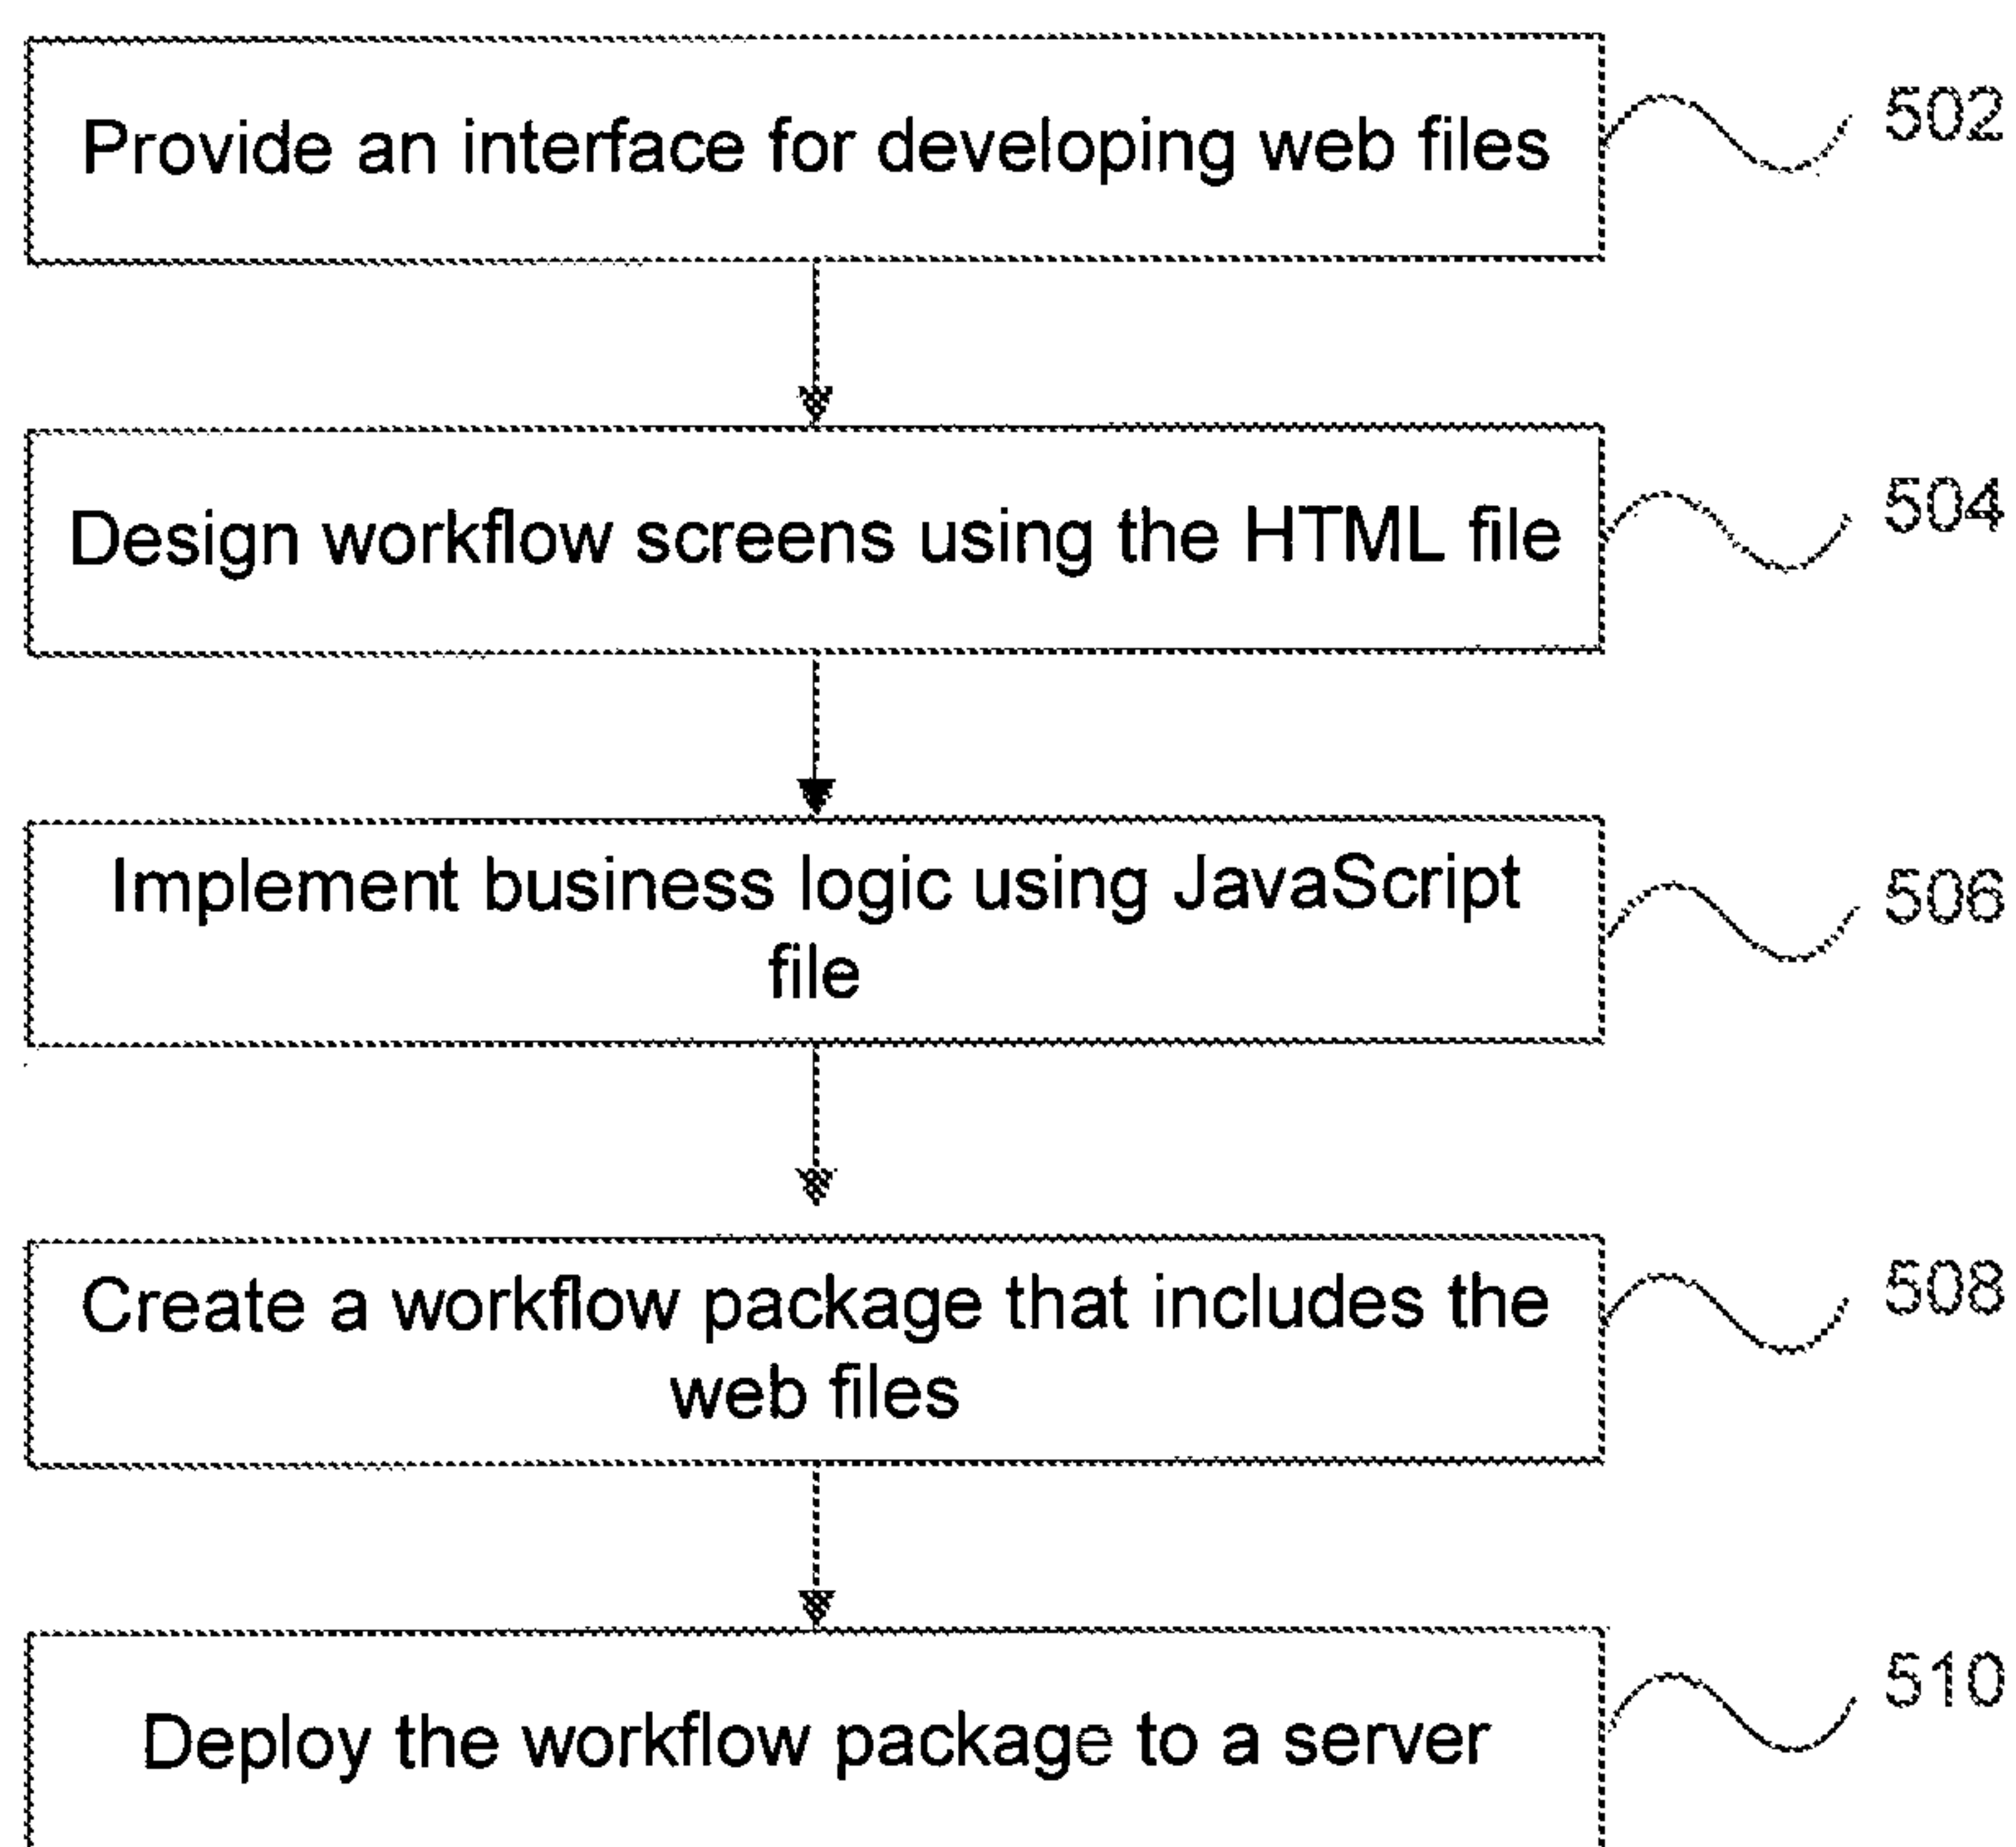 Provide an interface for developing web files
502
Design workflow screens using the HTML file
504
Implement business logic using JavaScript
file
506
Create a workflow package that includes the
web files
508
Deploy the workflow package to a server
510